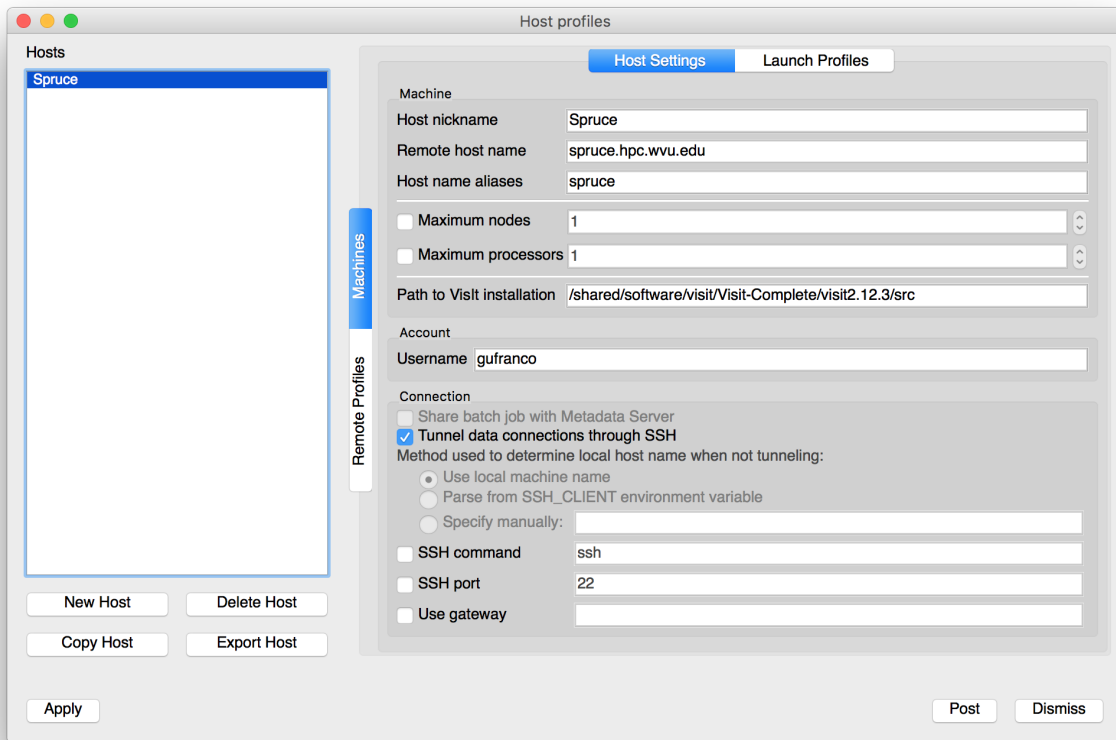 Host profiles
Hosts
Spruce
New Host
Delete Host
Copy Host
Export Host
Machines
Remote Profiles
Host Settings
Launch Profiles
Machine
Host nickname Spruce
Remote host name spruce.hpc.wvu.edu
Host name aliases spruce
Maximum nodes 1
Maximum processors 1
Path to VisIt installation /shared/software/visit/Visit-Complete/visit2.12.3/src
Account
Username gufranco
Connection
Share batch job with Metadata Server
Tunnel data connections through SSH
Method used to determine local host name when not tunneling:
Use local machine name
Parse from SSH_CLIENT environment variable
Specify manually:
SSH command ssh
SSH port 22
Use gateway
Apply
Post
Dismiss